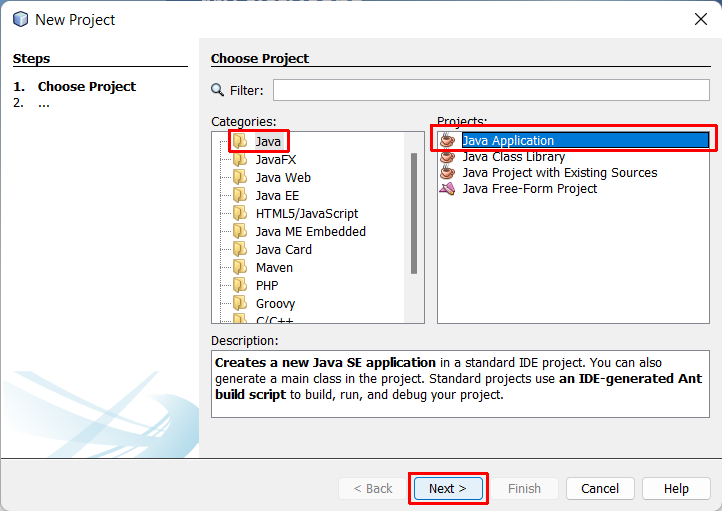 New Project
Steps
1. Choose Project
2. ...
Choose Project
Filter:
Categories:
Java
JavaFX
Java Web
Java EE
HTML5/JavaScript
Java ME Embedded
Java Card
Maven
PHP
Groovy
C/C++
Projects:
Java Application
Java Class Library
Java Project with Existing Sources
Java Free-Form Project
Description:
Creates a new Java SE application in a standard IDE project. You can also
generate a main class in the project. Standard projects use an IDE-generated Ant
build script to build, run, and debug your project.
< Back
Next >
Finish
Cancel
Help